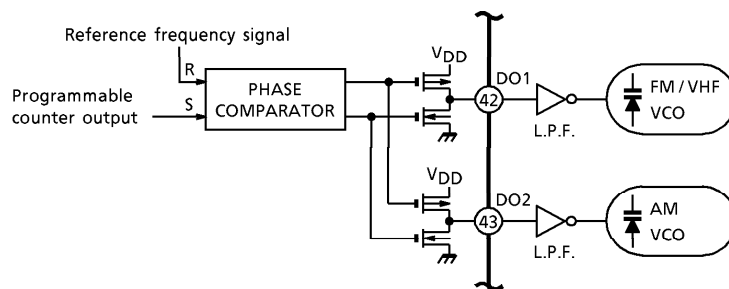 Reference frequency signal
R
Programmable
counter output
S
PHASE
COMPARATOR
VDD
DO1
42
L.P.F.
FM / VHF
VCO
VDD
DO2
43
L.P.F.
AM
VCO